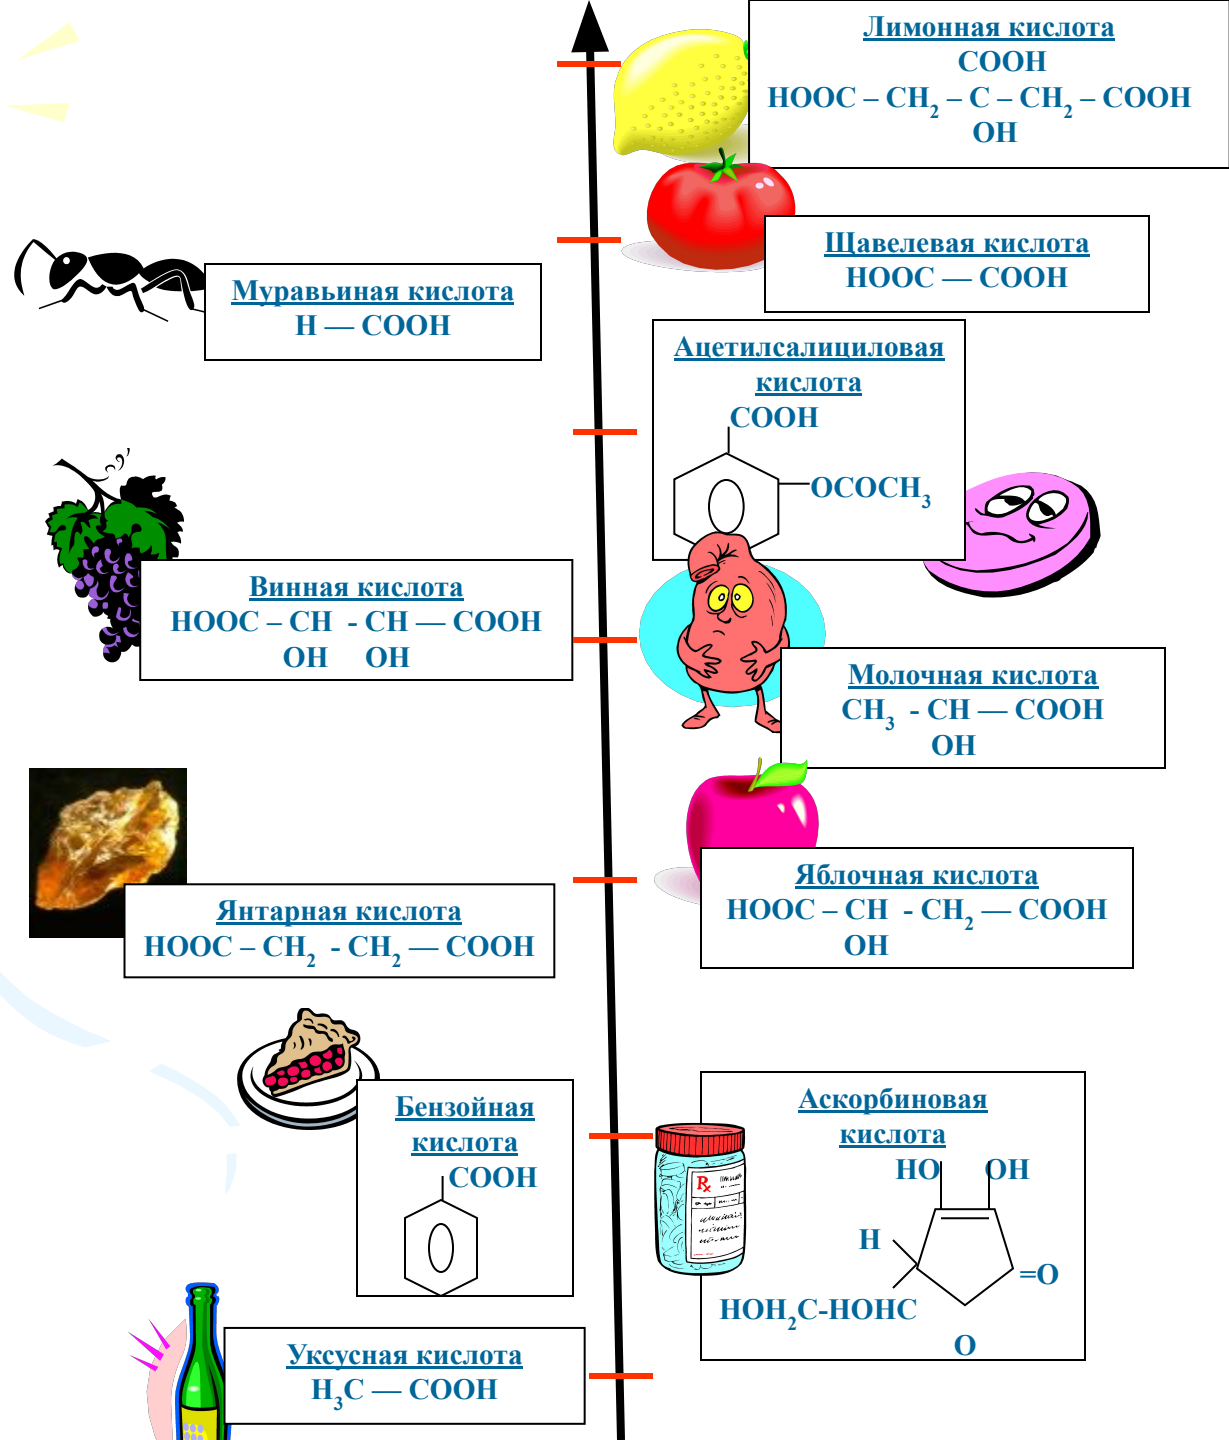 Лимонная кислота
COOH
HOOC – CH₂ – C – CH₂ – COOH
OH
Щавелевая кислота
HOOC — COOH
Муравьиная кислота
H — COOH
Ацетилсалициловая
кислота
COOH
OCOCH₃
Винная кислота
HOOC – CH - CH — COOH
OH OH
Молочная кислота
CH₃ - CH — COOH
OH
Яблочная кислота
HOOC – CH - CH₂ — COOH
OH
Янтарная кислота
HOOC – CH₂ - CH₂ — COOH
Бензойная
кислота
COOH
Аскорбиновая
кислота
HO OH
H
=O
HOH₂C-HOHC
O
Rx
Уксусная кислота
H₃C — COOH